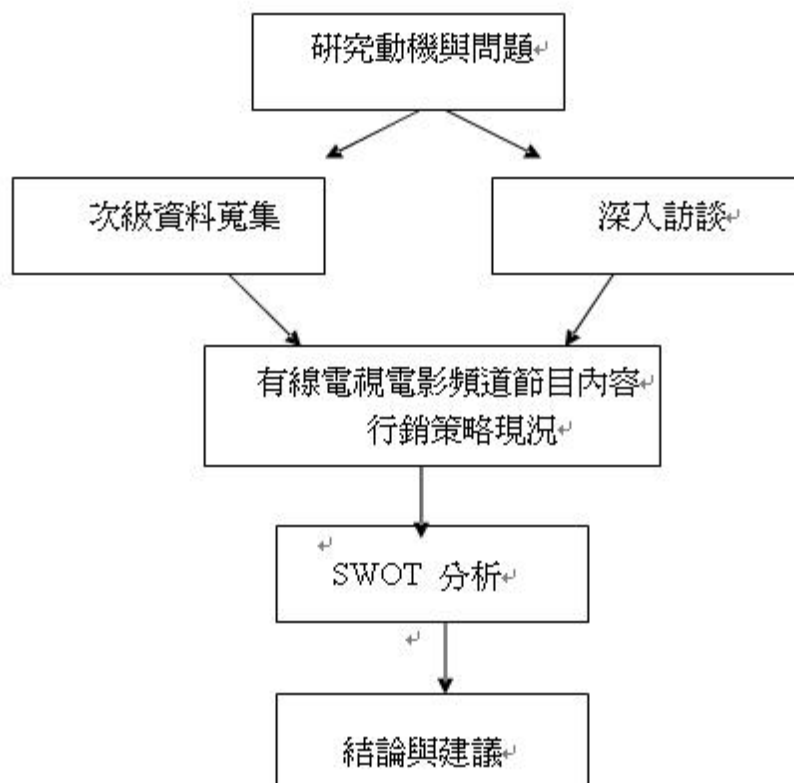 研究動機與問題
次級資料蒐集
深入訪談
有線電視電影頻道節目內容
行銷策略現況
SWOT 分析
結論與建議